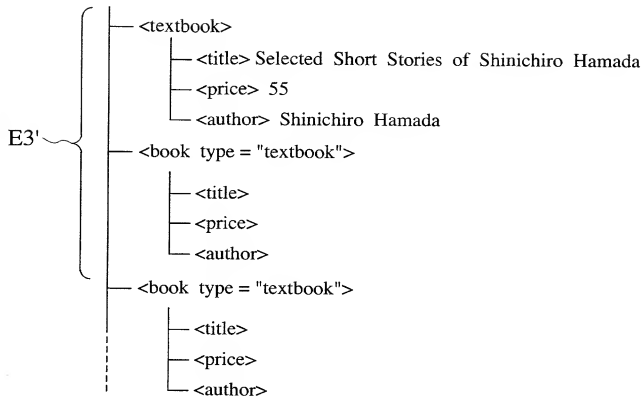 <textbook>
<title> Selected Short Stories of Shinichiro Hamada
<price> 55
<author> Shinichiro Hamada
E3'
<book type = "textbook">
<title>
<price>
<author>
<book type = "textbook">
<title>
<price>
<author>